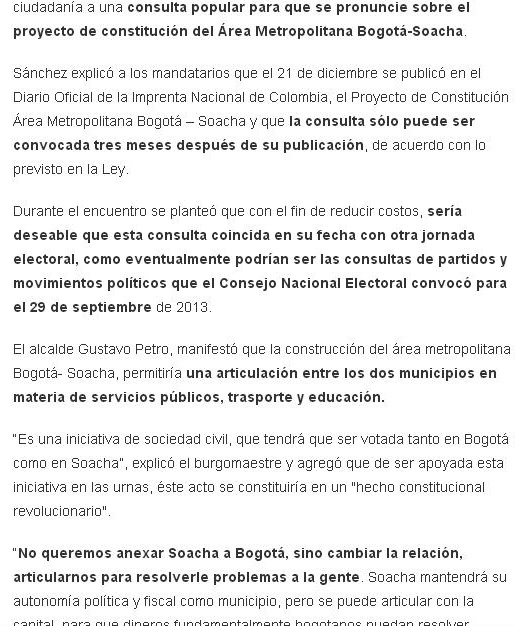 ciudadanía a una consulta popular para que se pronuncie sobre el
proyecto de constitución del Área Metropolitana Bogotá-Soacha.
Sánchez explicó a los mandatarios que el 21 de diciembre se publicó en el
Diario Oficial de la Imprenta Nacional de Colombia, el Proyecto de Constitución
Área Metropolitana Bogotá – Soacha y que la consulta sólo puede ser
convocada tres meses después de su publicación, de acuerdo con lo
previsto en la Ley.
Durante el encuentro se planteó que con el fin de reducir costos, sería
deseable que esta consulta coincida en su fecha con otra jornada
electoral, como eventualmente podrían ser las consultas de partidos y
movimientos políticos que el Consejo Nacional Electoral convocó para
el 29 de septiembre de 2013.
El alcalde Gustavo Petro, manifestó que la construcción del área metropolitana
Bogotá- Soacha, permitiría una articulación entre los dos municipios en
materia de servicios públicos, trasporte y educación.
“Es una iniciativa de sociedad civil, que tendrá que ser votada tanto en Bogotá
como en Soacha”, explicó el burgomaestre y agregó que de ser apoyada esta
iniciativa en las urnas, éste acto se constituiría en un "hecho constitucional
revolucionario".
“No queremos anexar Soacha a Bogotá, sino cambiar la relación,
articularnos para resolverle problemas a la gente. Soacha mantendrá su
autonomía política y fiscal como municipio, pero se puede articular con la
capital, para que dineros fundamentalmente bogotanos puedan resolver